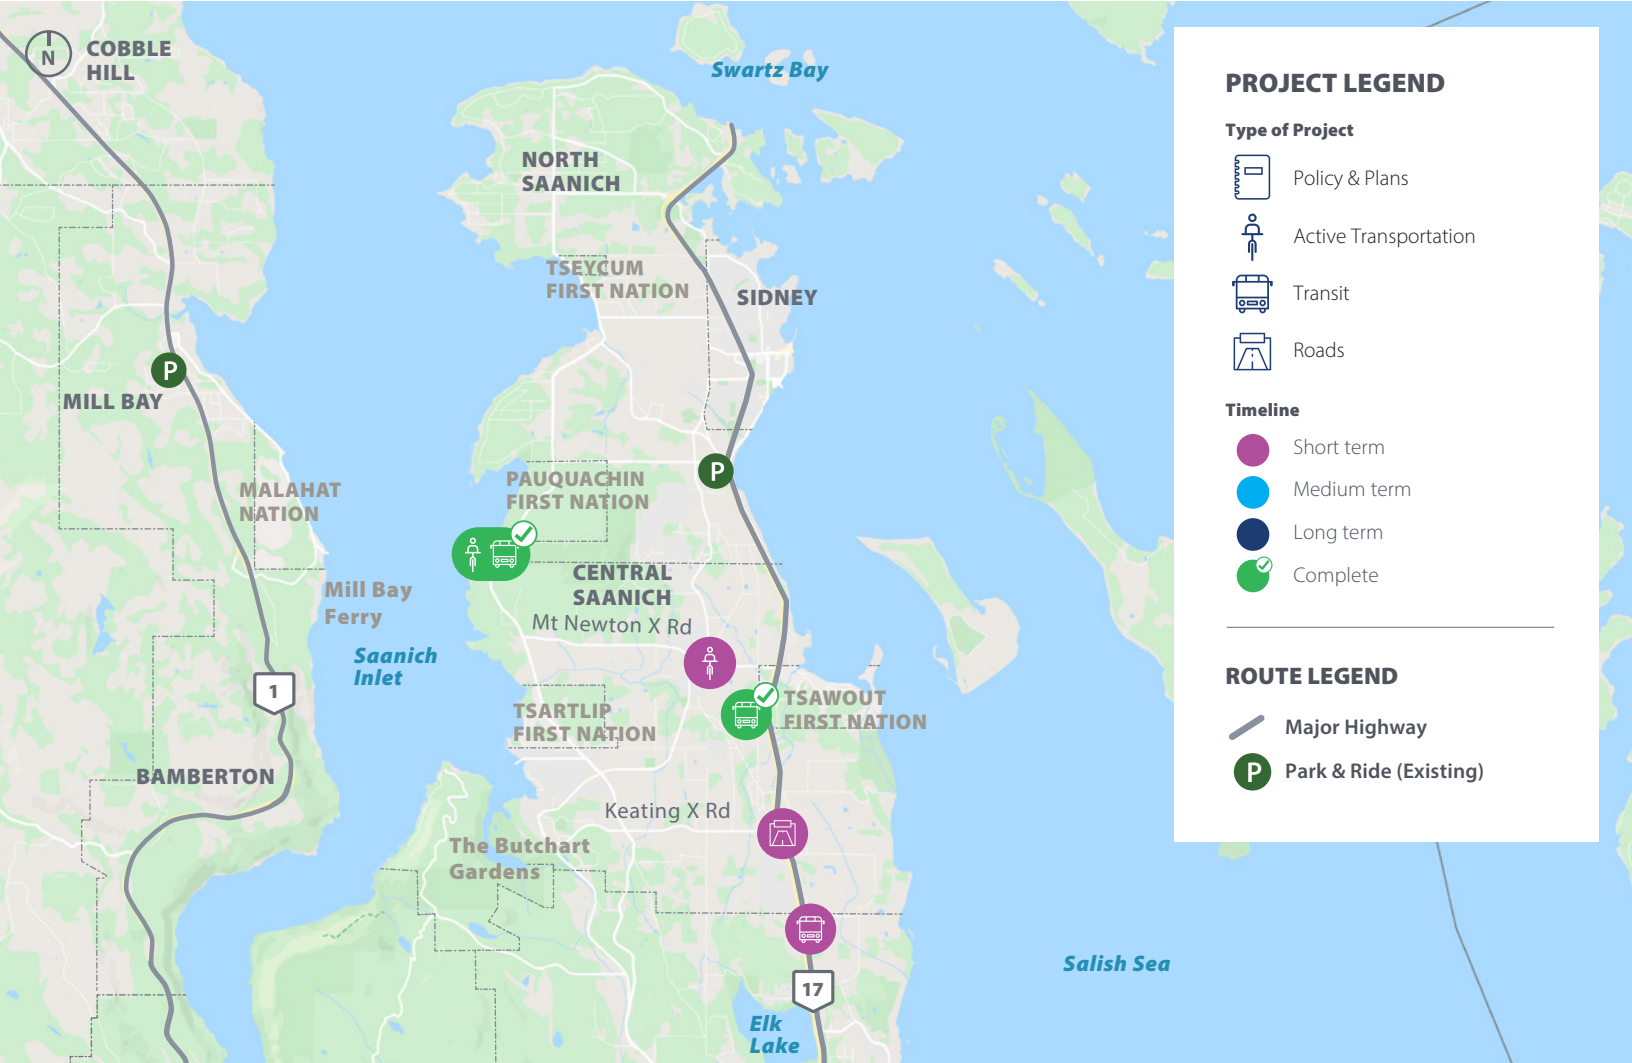 N
COBBLE
HILL
Swartz Bay
NORTH
SAANICH
TSEYCUM
FIRST NATION
SIDNEY
P
MILL BAY
P
PAUQUACHIN
FIRST NATION
MALAHAT
NATION
CENTRAL
SAANICH
Mill Bay
Ferry
Mt Newton X Rd
Saanich
Inlet
1
TSARTLIP
FIRST NATION
TSAWOUT
FIRST NATION
BAMBERTON
Keating X Rd
The Butchart
Gardens
Salish Sea
17
Elk
Lake
PROJECT LEGEND
Type of Project
Policy & Plans
Active Transportation
Transit
Roads
Timeline
Short term
Medium term
Long term
Complete
ROUTE LEGEND
Major Highway
P
Park & Ride (Existing)